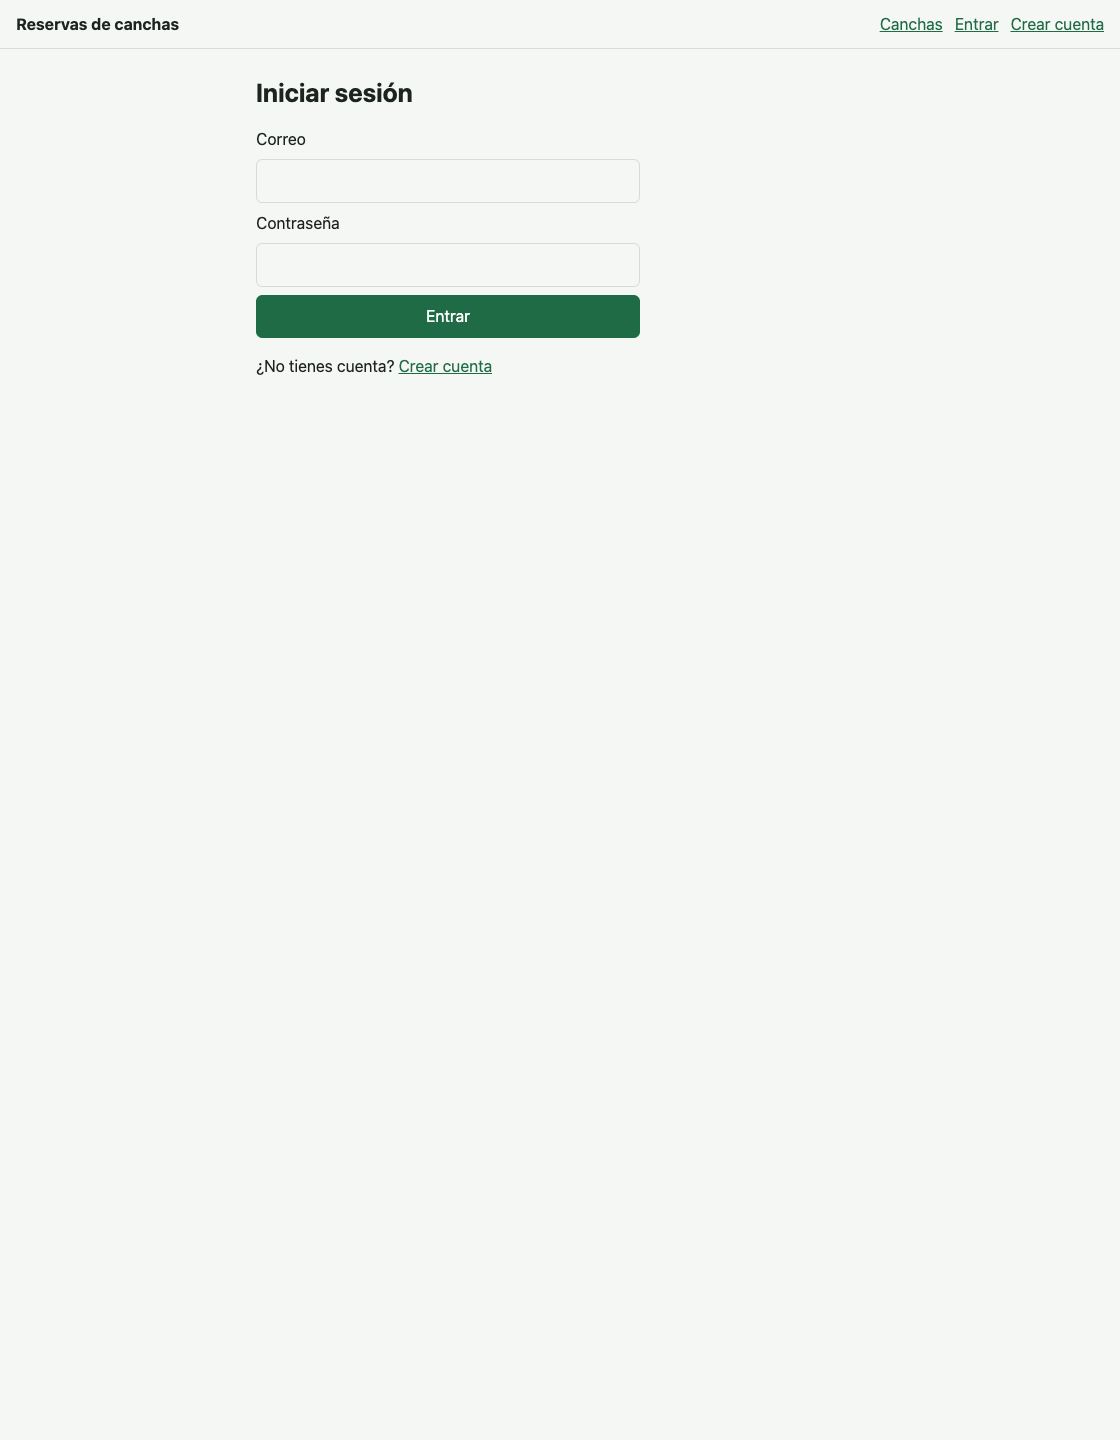 Reservas de canchas
Canchas Entrar Crear cuenta
Iniciar sesión
Correo
Contraseña
Entrar
¿No tienes cuenta? Crear cuenta